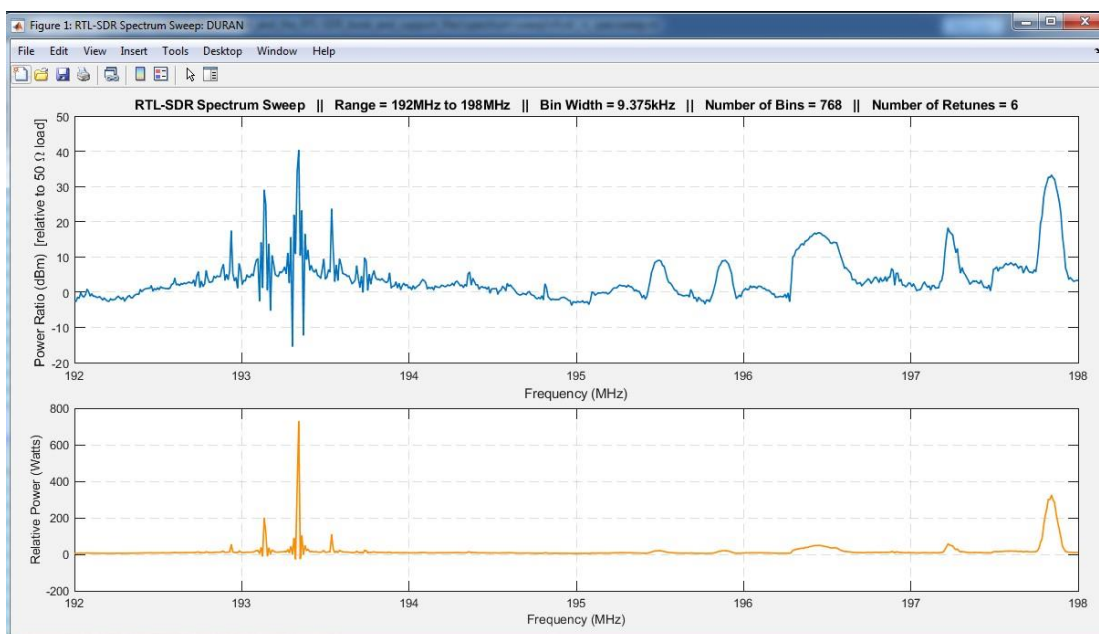 Figure 1: RTL-SDR Spectrum Sweep: DURAN
File Edit View Insert Tools Desktop Window Help
RTL-SDR Spectrum Sweep || Range = 192MHz to 198MHz || Bin Width = 9.375kHz || Number of Bins = 768 || Number of Retunes = 6
Power Ratio (dBm) [relative to 50 Ω load]
50
40
30
20
10
0
-10
-20
192 193 194 195 196 197 198
Frequency (MHz)
Relative Power (Watts)
800
600
400
200
0
-200
192 193 194 195 196 197 198
Frequency (MHz)